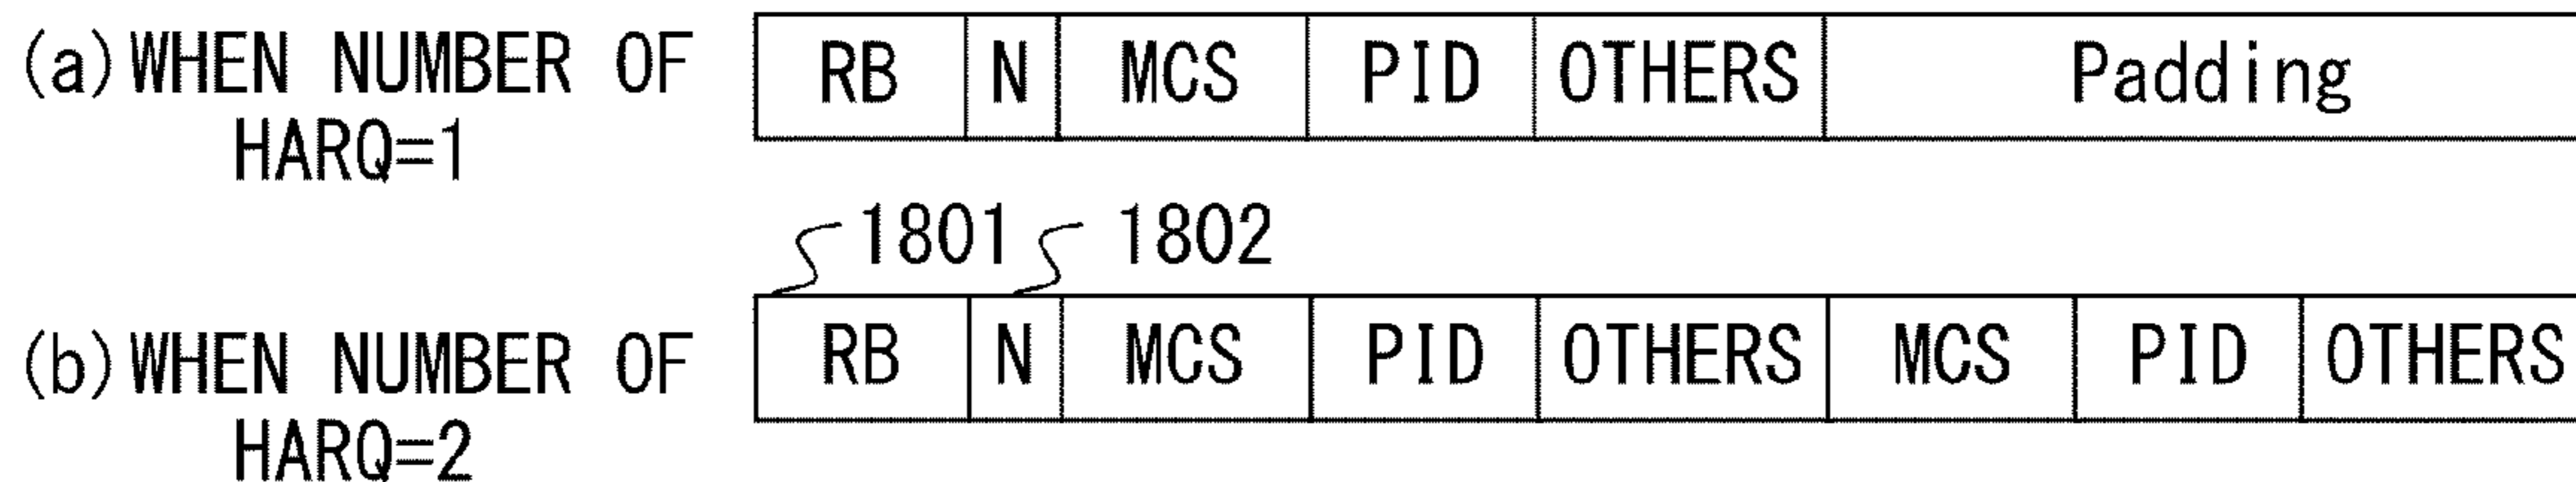 (a) WHEN NUMBER OF HARQ=1
RB N MCS PID OTHERS Padding
1801 1802
(b) WHEN NUMBER OF HARQ=2
RB N MCS PID OTHERS MCS PID OTHERS